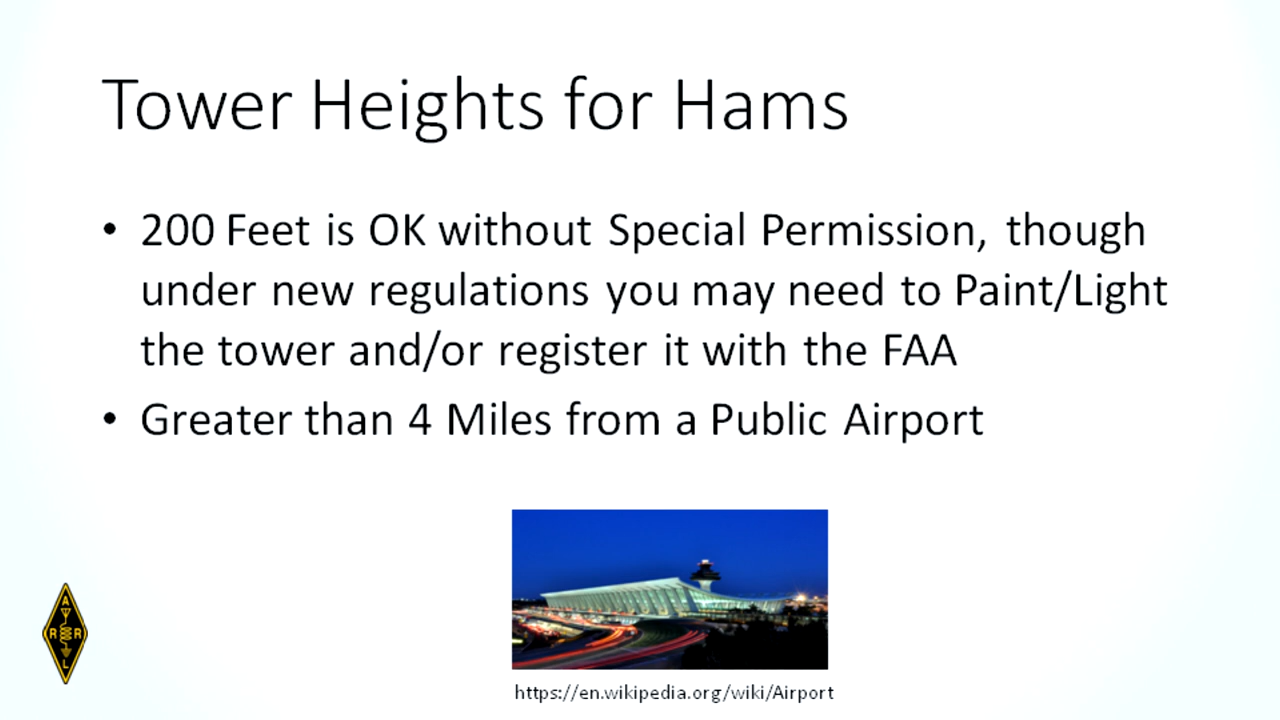 Tower Heights for Hams
• 200 Feet is OK without Special Permission, though
under new regulations you may need to Paint/Light
the tower and/or register it with the FAA
• Greater than 4 Miles from a Public Airport
A
R R
L
https://en.wikipedia.org/wiki/Airport